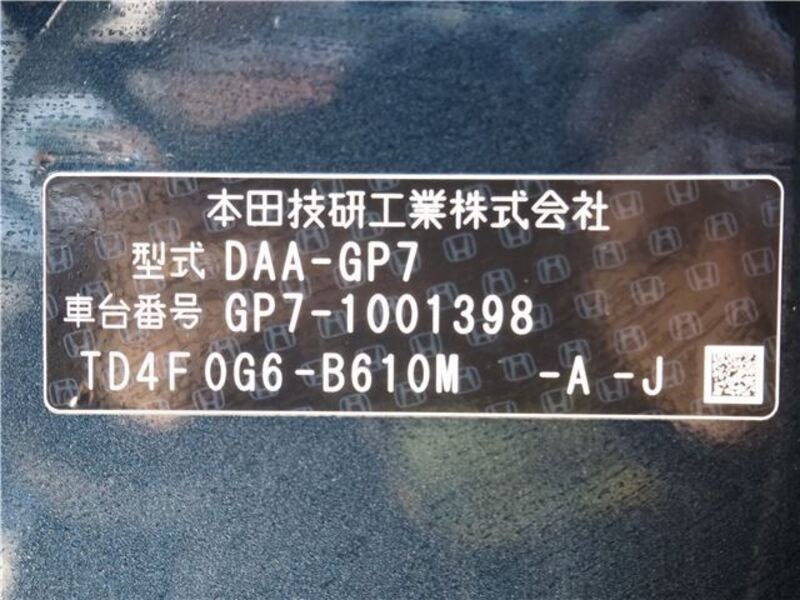 本田技研工業株式会社
型式 DAA-GP7
車台番号 GP7-1001398
TD4F0G6-B610M -A-J